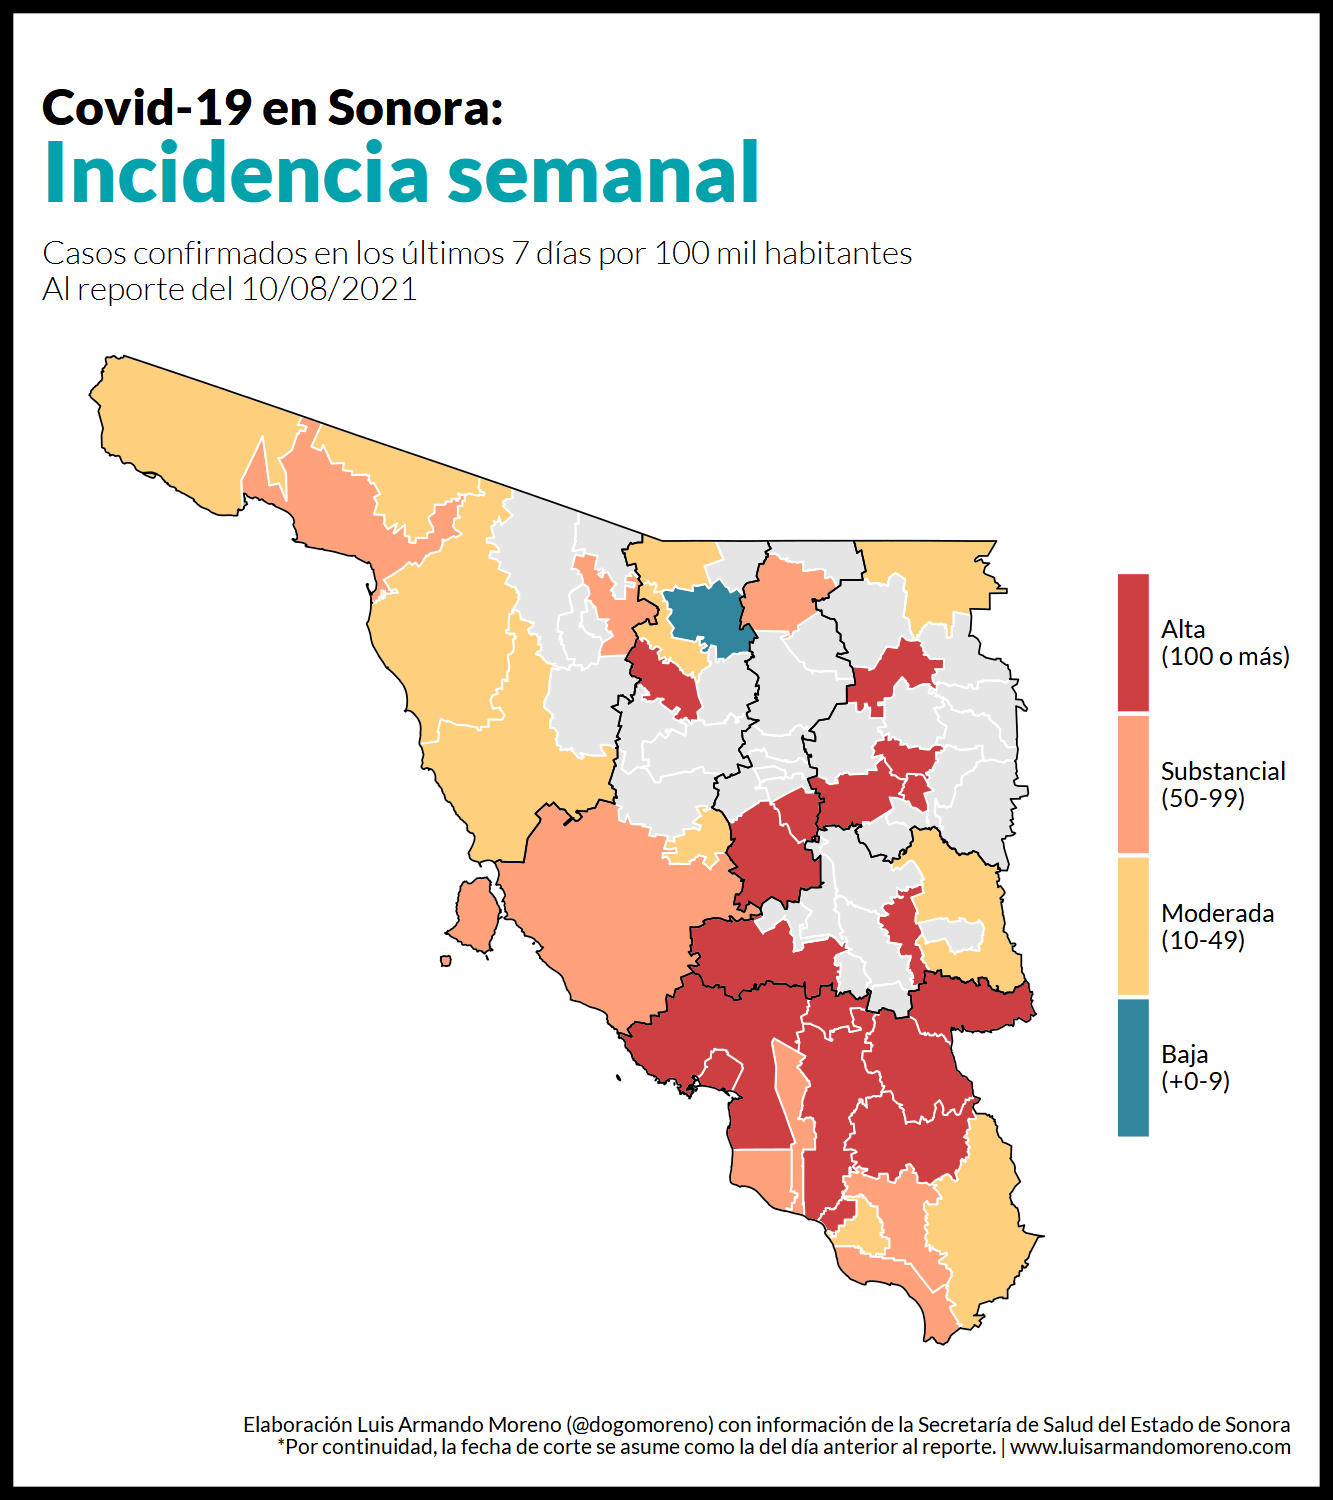 Covid-19 en Sonora:
Incidencia semanal
Casos confirmados en los últimos 7 días por 100 mil habitantes
Al reporte del 10/08/2021
Alta
(100 o más)
Substancial
(50-99)
Moderada
(10-49)
Baja
(+0-9)
Elaboración Luis Armando Moreno (@dogomoreno) con información de la Secretaría de Salud del Estado de Sonora
*Por continuidad, la fecha de corte se asume como la del día anterior al reporte. | www.luisarmandomoreno.com